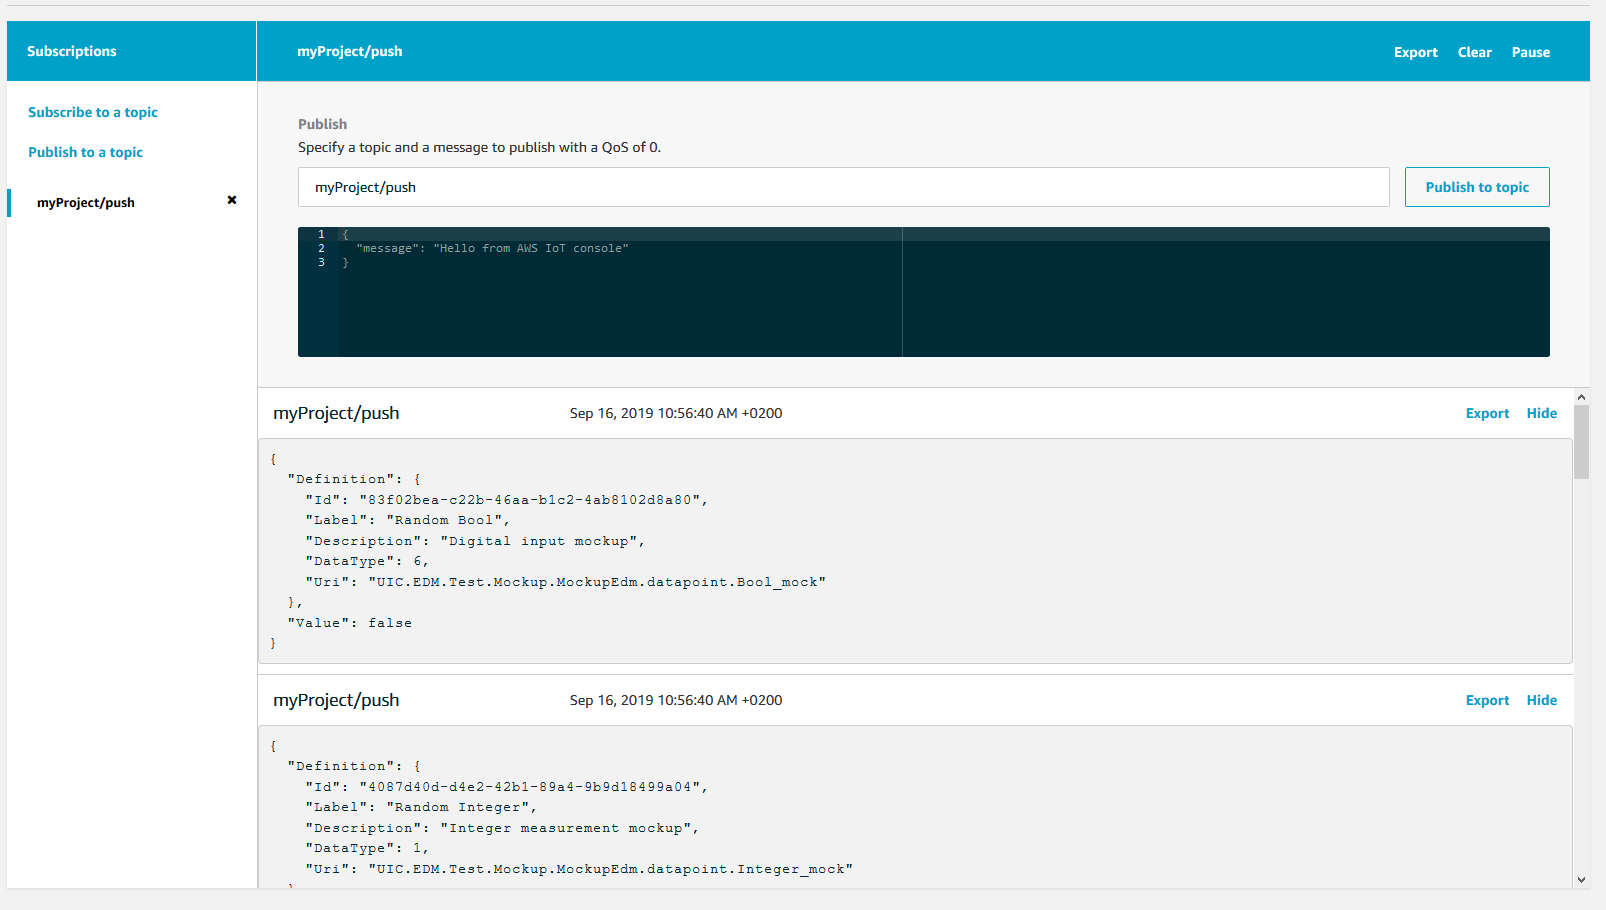 Subscriptions
myProject/push
Export Clear Pause
Subscribe to a topic
Publish to a topic
myProject/push ×
Publish
Specify a topic and a message to publish with a QoS of 0.
myProject/push
Publish to topic
1 {
2 "message": "Hello from AWS IoT console"
3 }
myProject/push Sep 16, 2019 10:56:40 AM +0200 Export Hide
{
"Definition": {
"Id": "83f02bea-c22b-46aa-b1c2-4ab8102d8a80",
"Label": "Random Bool",
"Description": "Digital input mockup",
"DataType": 6,
"Uri": "UIC.EDM.Test.Mockup.MockupEdm.datapoint.Bool_mock"
},
"Value": false
}
myProject/push Sep 16, 2019 10:56:40 AM +0200 Export Hide
{
"Definition": {
"Id": "4087d40d-d4e2-42b1-89a4-9b9d18499a04",
"Label": "Random Integer",
"Description": "Integer measurement mockup",
"DataType": 1,
"Uri": "UIC.EDM.Test.Mockup.MockupEdm.datapoint.Integer_mock"